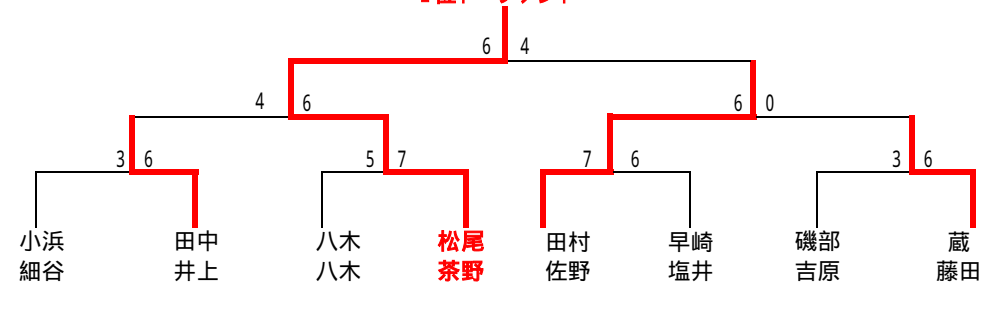 6 4
4 6 6 0
3 6 5 7 7 6 3 6
小浜 田中 八木 松尾 田村 早崎 磯部 蔵
細谷 井上 八木 茶野 佐野 塩井 吉原 藤田